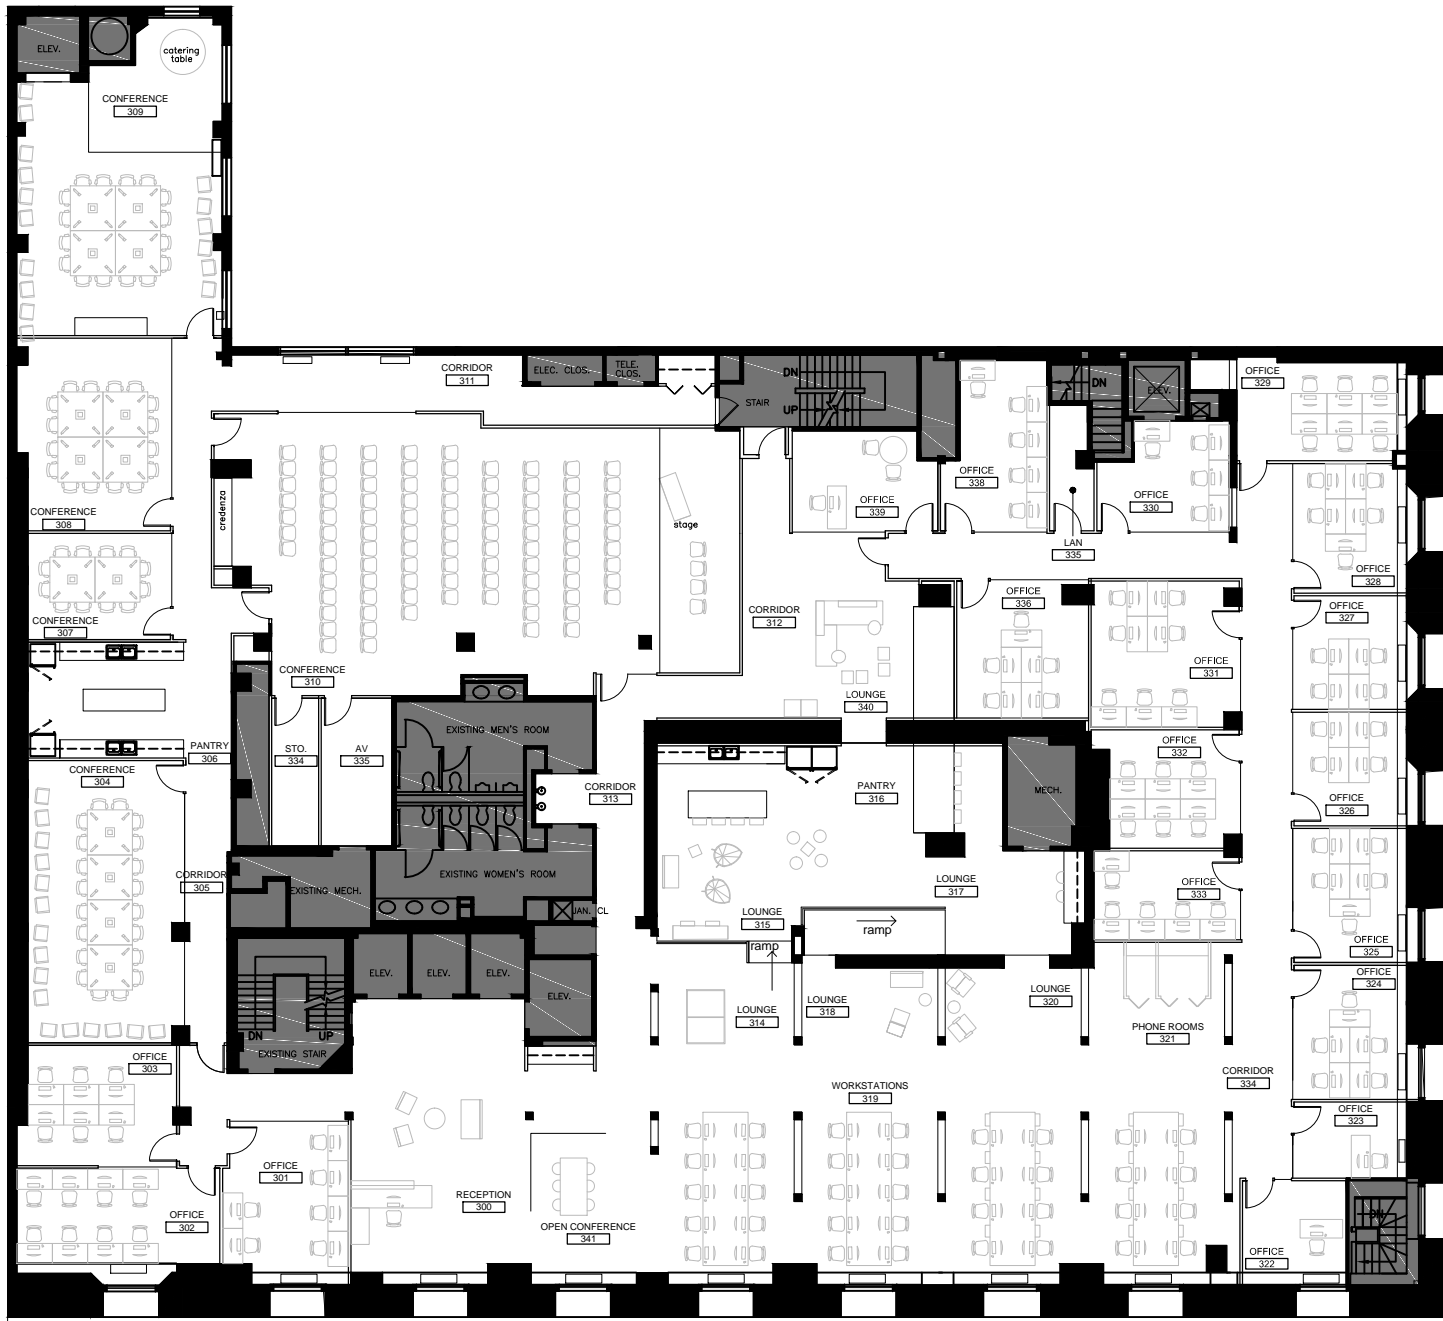 ELEV.
catering
table
CONFERENCE
309
CORRIDOR
311
ELEC. CLOS.
TELE.
CLOS.
STAIR
DN
UP
DN
ELEV.
OFFICE
329
CONFERENCE
308
credenza
stage
OFFICE
339
OFFICE
338
OFFICE
330
LAN
335
OFFICE
328
CONFERENCE
307
CORRIDOR
312
OFFICE
336
OFFICE
327
OFFICE
331
CONFERENCE
310
LOUNGE
340
PANTRY
306
STO.
334
AV
335
EXISTING MEN'S ROOM
OFFICE
332
CONFERENCE
304
CORRIDOR
313
PANTRY
316
MECH.
OFFICE
326
CORRIDOR
305
EXISTING MECH.
EXISTING WOMEN'S ROOM
LOUNGE
317
OFFICE
333
JAN. CL
LOUNGE
315
ramp
ramp
OFFICE
325
ELEV.
ELEV.
ELEV.
ELEV.
LOUNGE
314
LOUNGE
318
LOUNGE
320
OFFICE
324
DN
UP
EXISTING STAIR
PHONE ROOMS
321
OFFICE
303
WORKSTATIONS
319
CORRIDOR
334
OFFICE
323
OFFICE
301
RECEPTION
300
OFFICE
302
OPEN CONFERENCE
341
DN
OFFICE
322